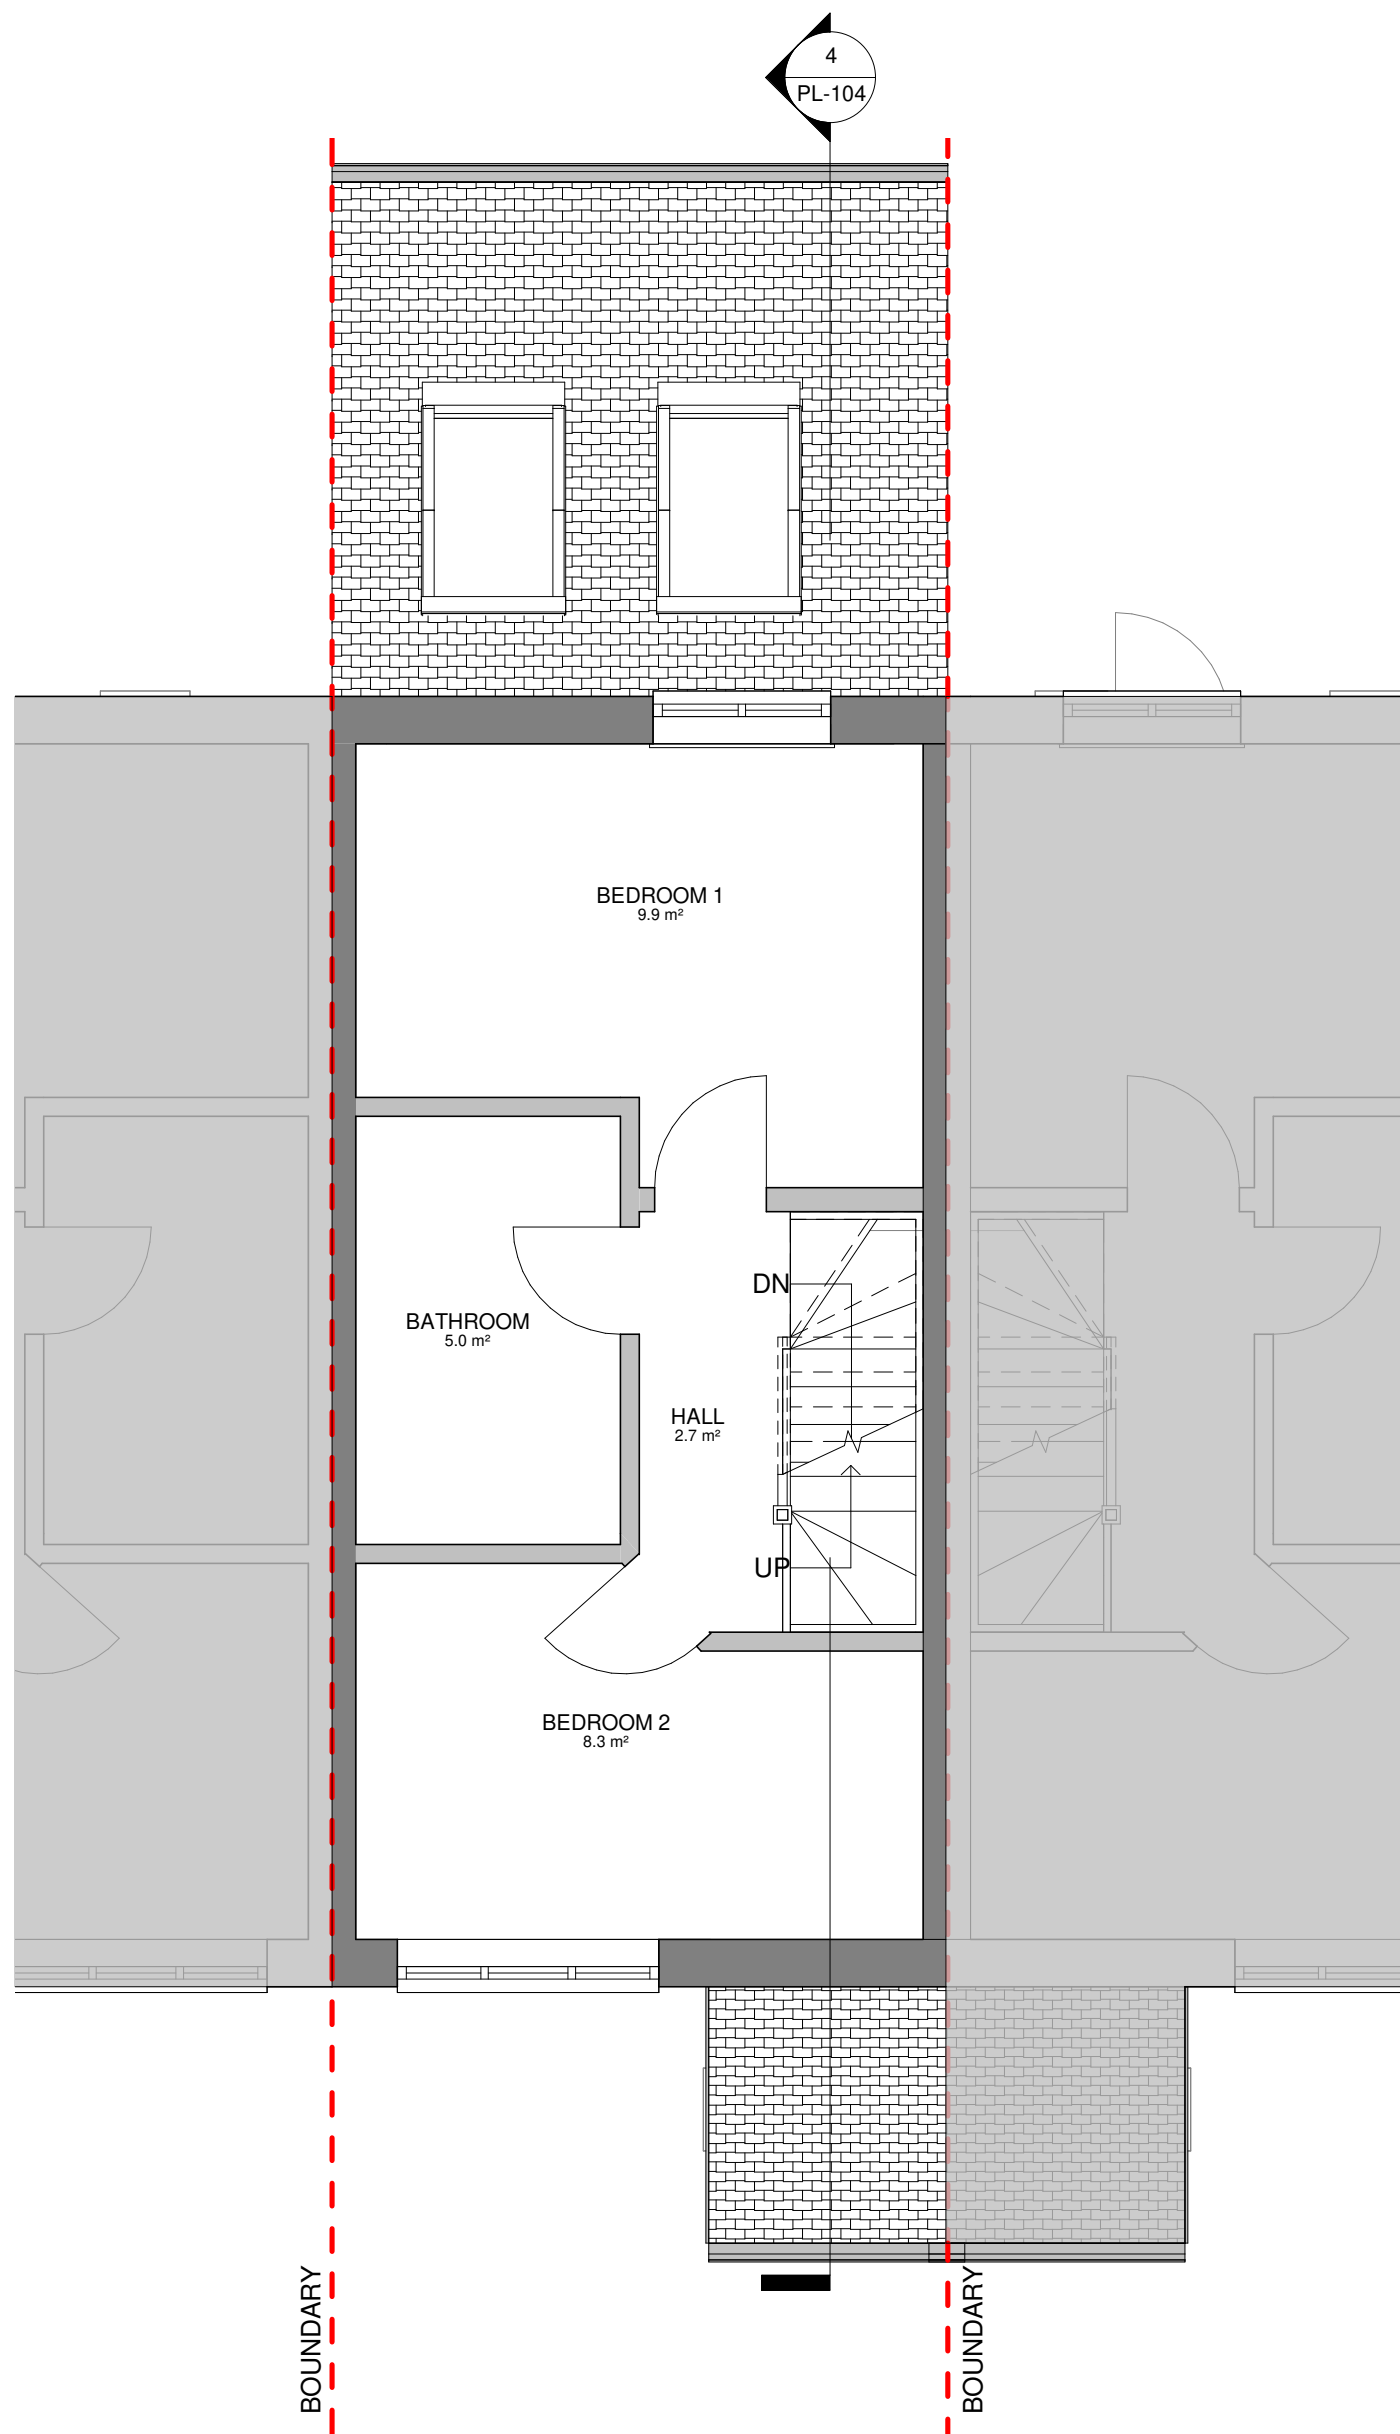 4
PL-104
BEDROOM 1
9.9 m²
DN
BATHROOM
5.0 m²
HALL
2.7 m²
UP
BEDROOM 2
8.3 m²
BOUNDARY
BOUNDARY